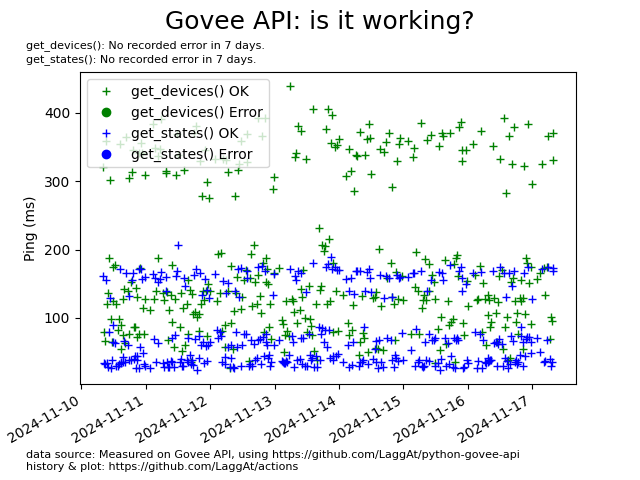 Govee API: is it working?
get_devices(): No recorded error in 7 days.
get_states(): No recorded error in 7 days.
get_devices() OK
get_devices() Error
get_states() OK
get_states() Error
Ping (ms)
400
300
200
100
2024-11-10
2024-11-11
2024-11-12
2024-11-13
2024-11-14
2024-11-15
2024-11-16
2024-11-17
data source: Measured on Govee API, using https://github.com/LaggAt/python-govee-api
history & plot: https://github.com/LaggAt/actions